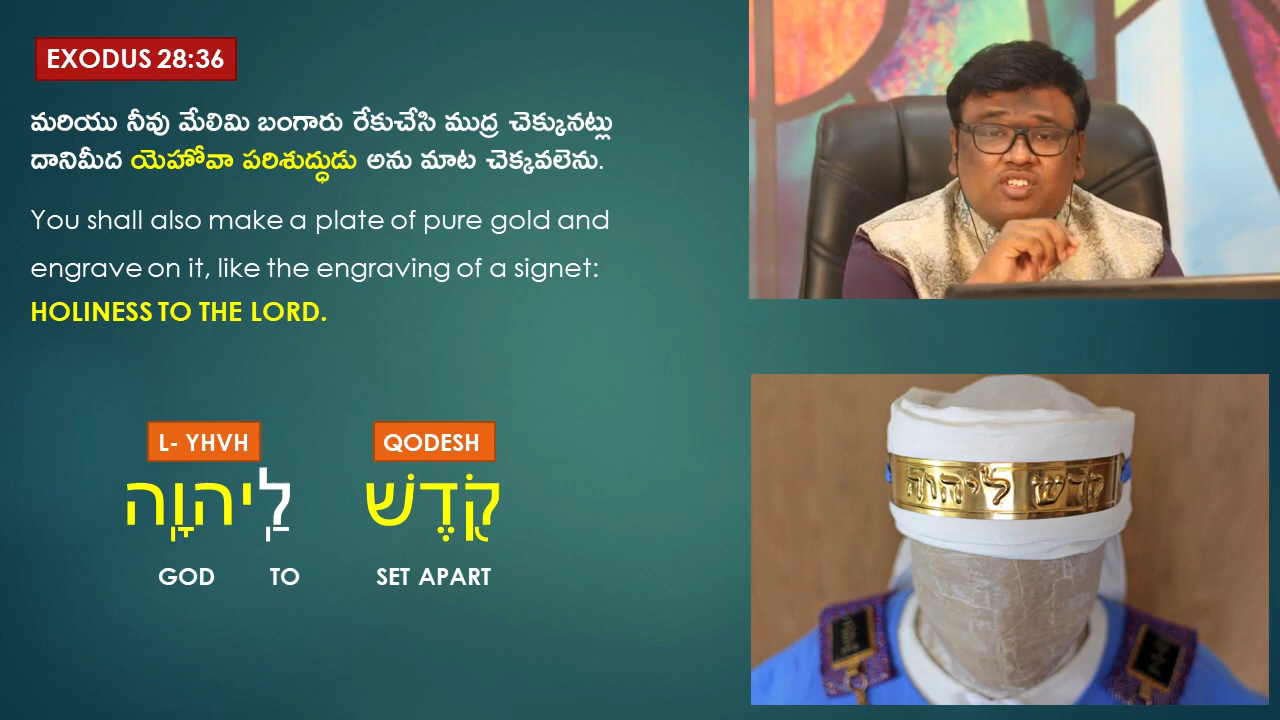 EXODUS 28:36
మరియు నీవు మేలిమి బంగారు రేకుచేసి ముద్ర చెక్కునట్లు
దానిమీద యెహోవా పరిశుద్ధుడు అను మాట చెక్కవలెను.
You shall also make a plate of pure gold and
engrave on it, like the engraving of a signet:
HOLINESS TO THE LORD.
L- YHVH QODESH
קֹ֖דֶשׁ לַֽיהוָֽה
GOD TO SET APART
קדש ליהוה